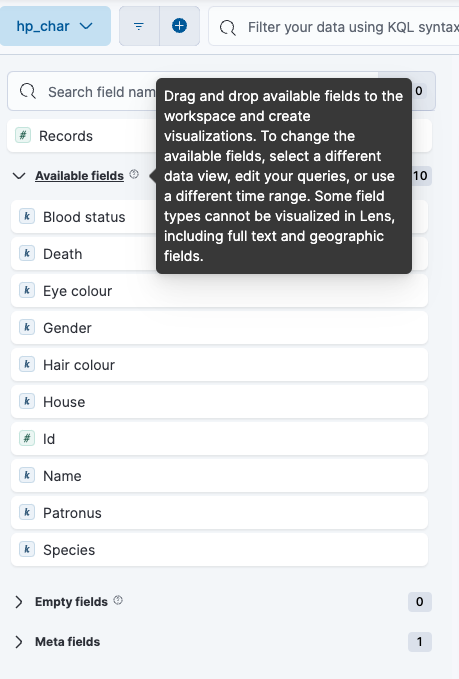 hp_char
Filter your data using KQL syntax
Search field nam
0
# Records
Available fields
10
Drag and drop available fields to the
workspace and create
visualizations. To change the
available fields, select a different
data view, edit your queries, or use
a different time range. Some field
types cannot be visualized in Lens,
including full text and geographic
fields.
k Blood status
k Death
k Eye colour
k Gender
k Hair colour
k House
# Id
k Name
k Patronus
k Species
Empty fields
0
Meta fields
1